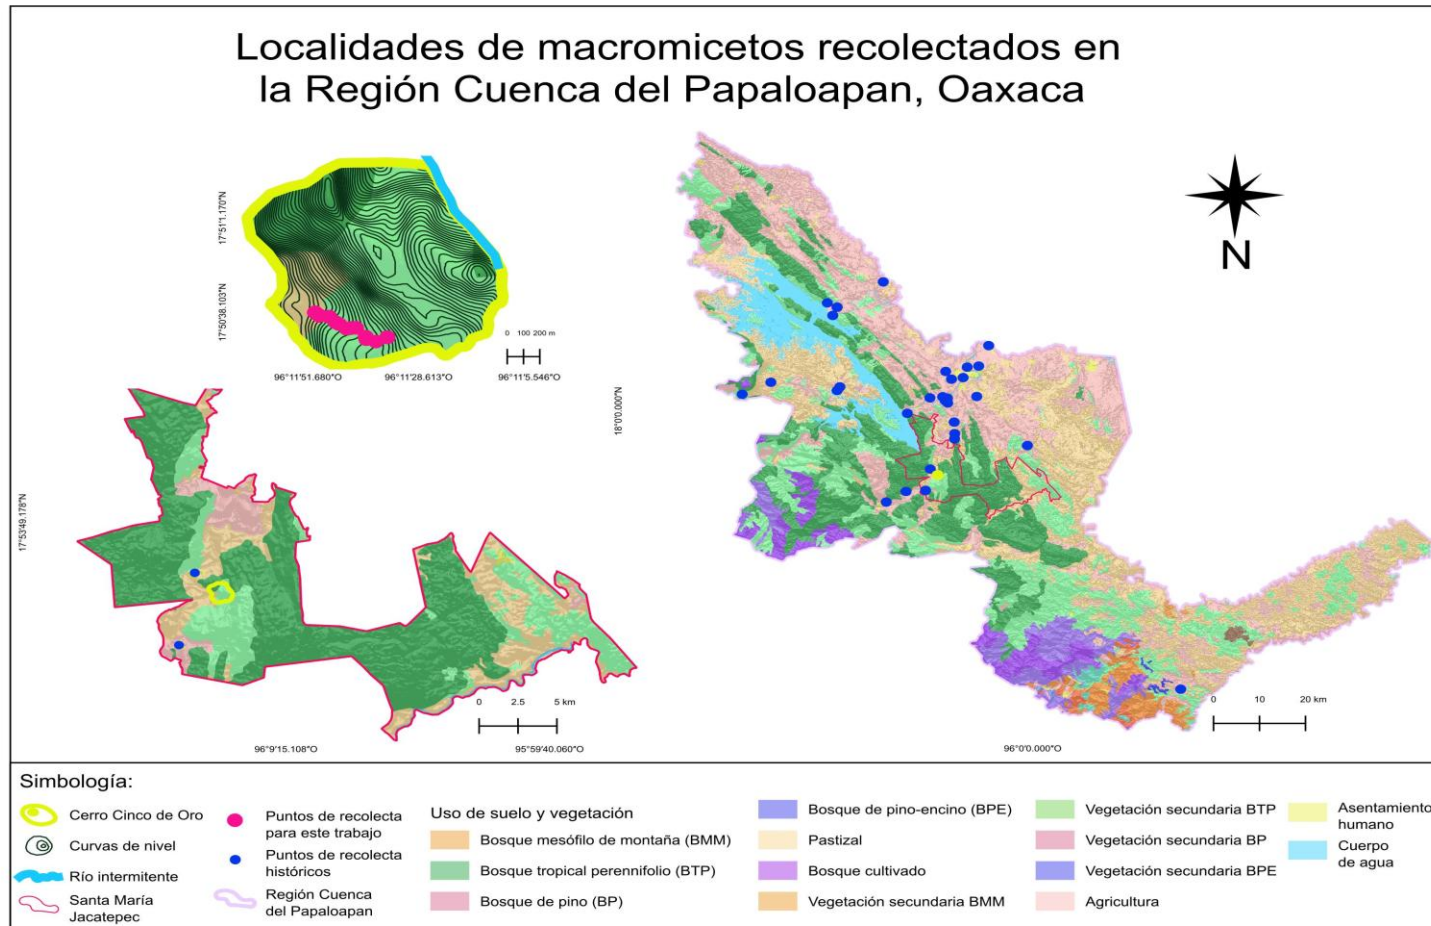 Localidades de macromicetos recolectados en
la Región Cuenca del Papaloapan, Oaxaca
N
17°51'1.170"N
17°50'38.103"N
0 100 200 m
96°11'51.680"O
96°11'28.613"O
96°11'5.546"O
18°0'0.000"N
17°53'49.178"N
0 2.5 5 km
0 10 20 km
96°9'15.108"O
95°59'40.060"O
96°0'0.000"O
Simbología:
Cerro Cinco de Oro
Curvas de nivel
Río intermitente
Santa María
Jacatepec
Puntos de recolecta
para este trabajo
Puntos de recolecta
históricos
Región Cuenca
del Papaloapan
Uso de suelo y vegetación
Bosque mesófilo de montaña (BMM)
Bosque tropical perennifolio (BTP)
Bosque de pino (BP)
Bosque de pino-encino (BPE)
Pastizal
Bosque cultivado
Vegetación secundaria BMM
Vegetación secundaria BTP
Vegetación secundaria BP
Vegetación secundaria BPE
Agricultura
Asentamiento
humano
Cuerpo
de agua